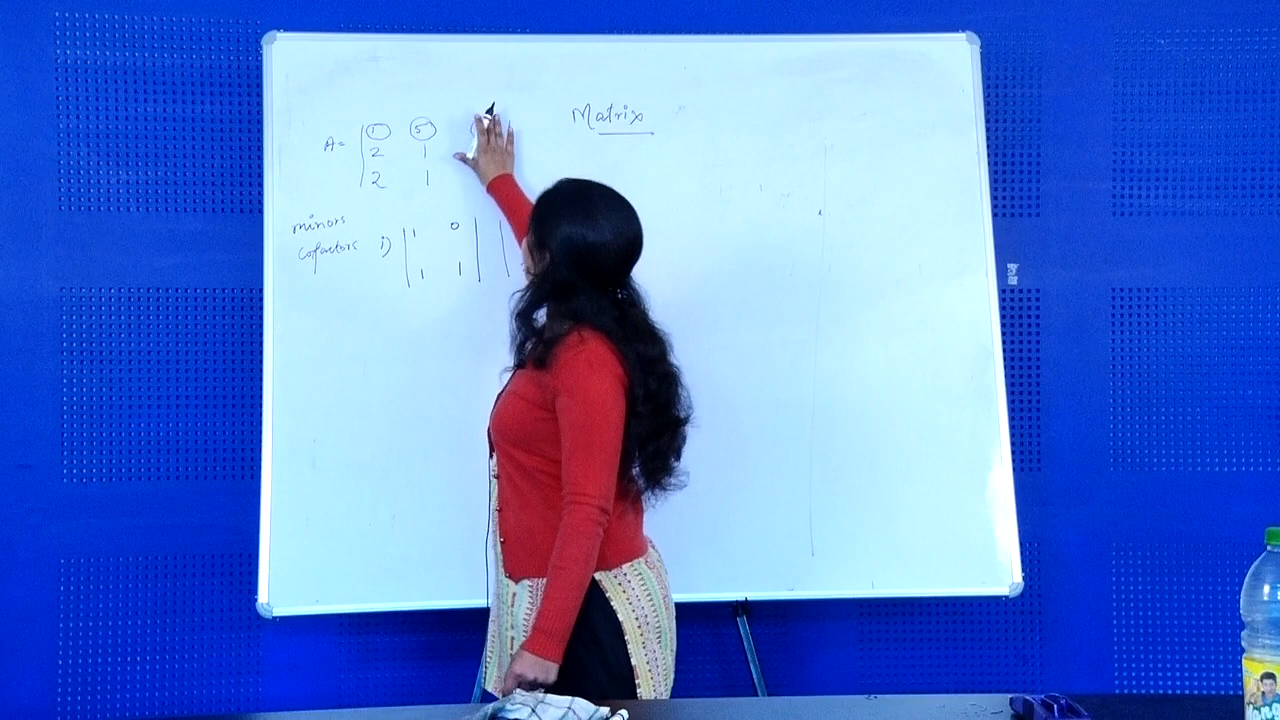 Matrix
A= | 1 5
2 1
2 1
minors
cofactors i) | 1 0 | |
1 1